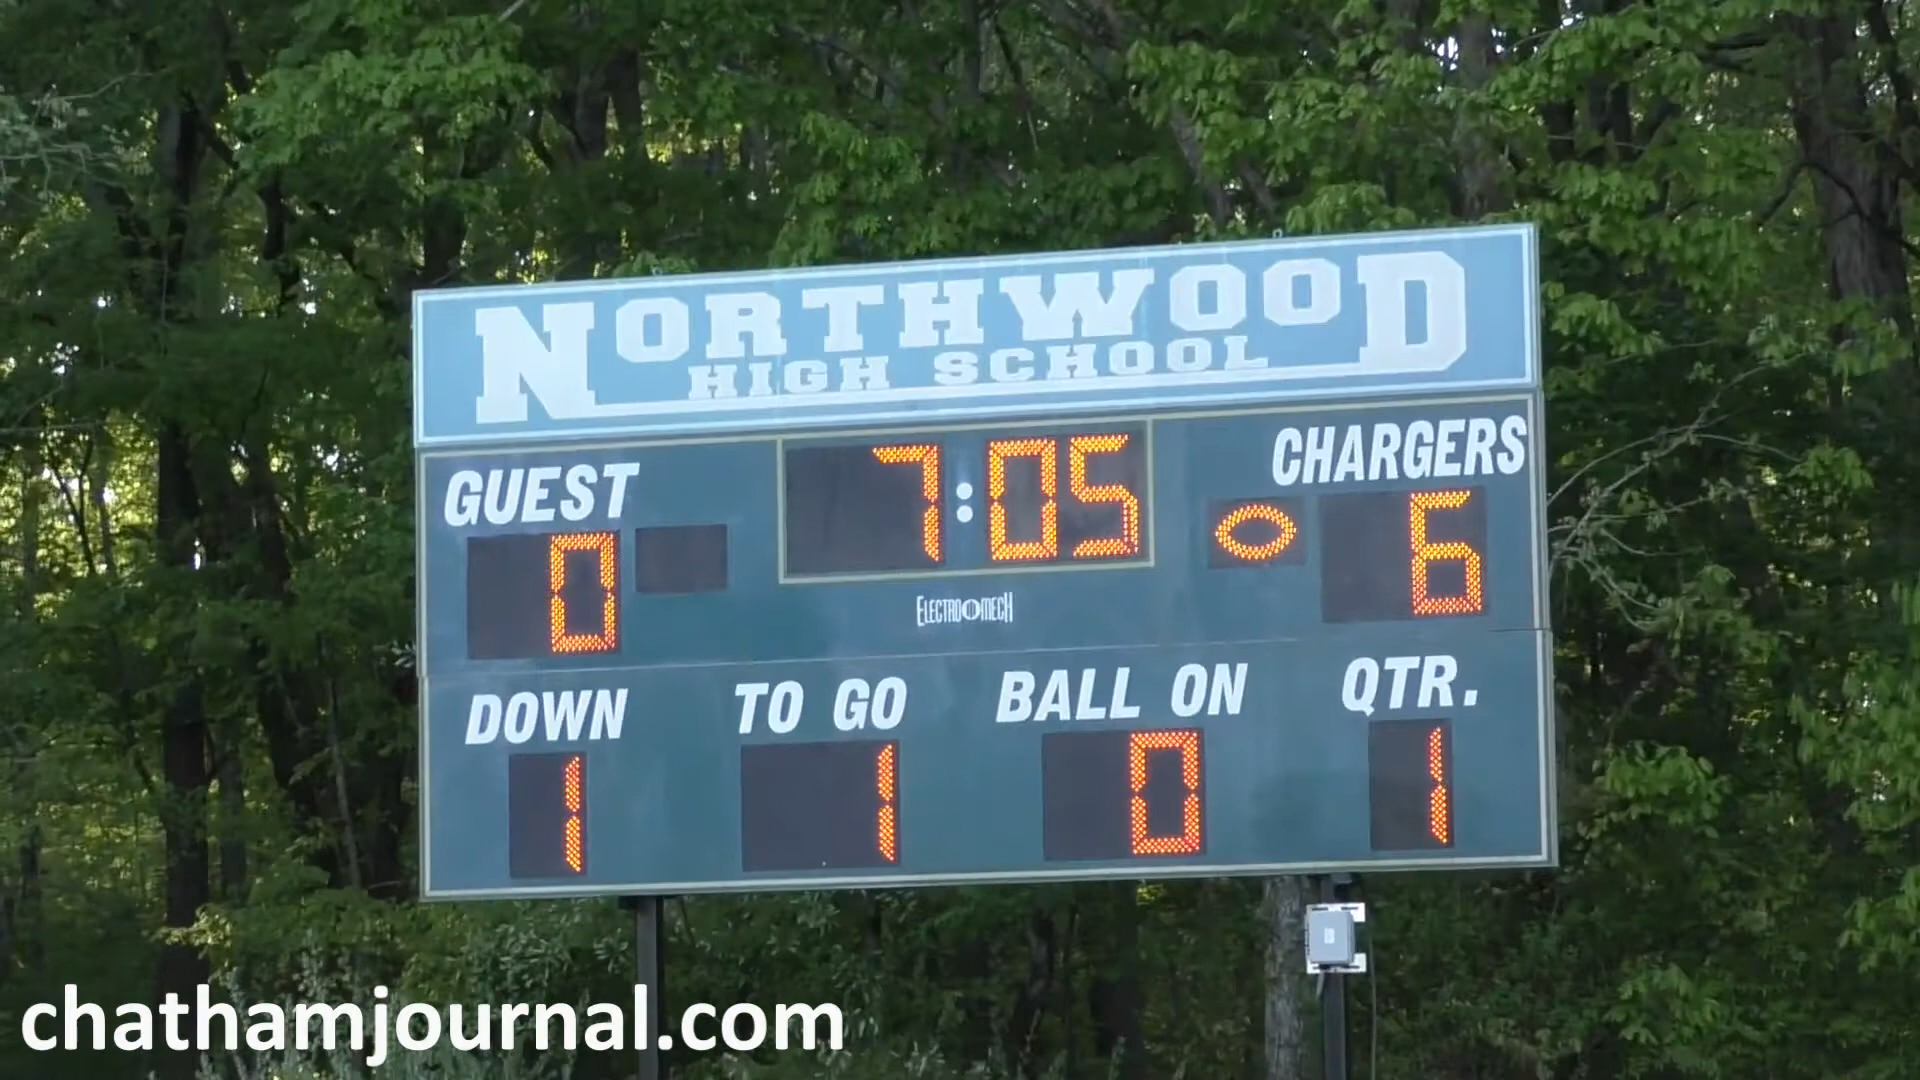 NORTHWOOD
HIGH SCHOOL
GUEST 7:05 CHARGERS
0 6
ELECTRO MECH
DOWN TO GO BALL ON QTR.
1 1 0 1
chathamjournal.com